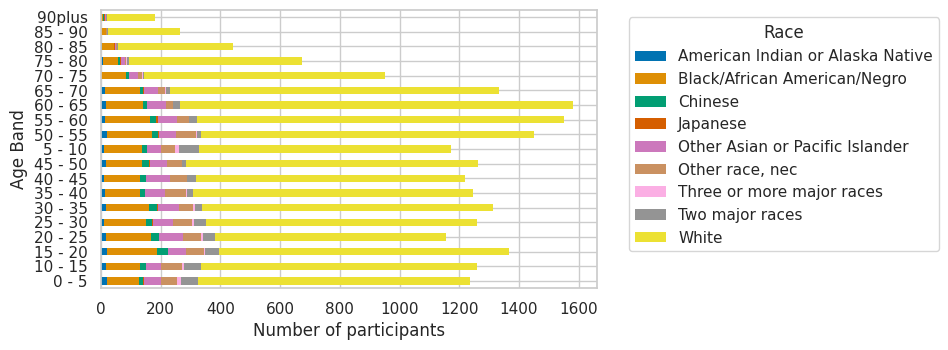 90plus
85 - 90
80 - 85
75 - 80
70 - 75
65 - 70
60 - 65
55 - 60
50 - 55
5 - 10
45 - 50
40 - 45
35 - 40
30 - 35
25 - 30
20 - 25
15 - 20
10 - 15
0 - 5
Age Band
0 200 400 600 800 1000 1200 1400 1600
Number of participants
Race
American Indian or Alaska Native
Black/African American/Negro
Chinese
Japanese
Other Asian or Pacific Islander
Other race, nec
Three or more major races
Two major races
White